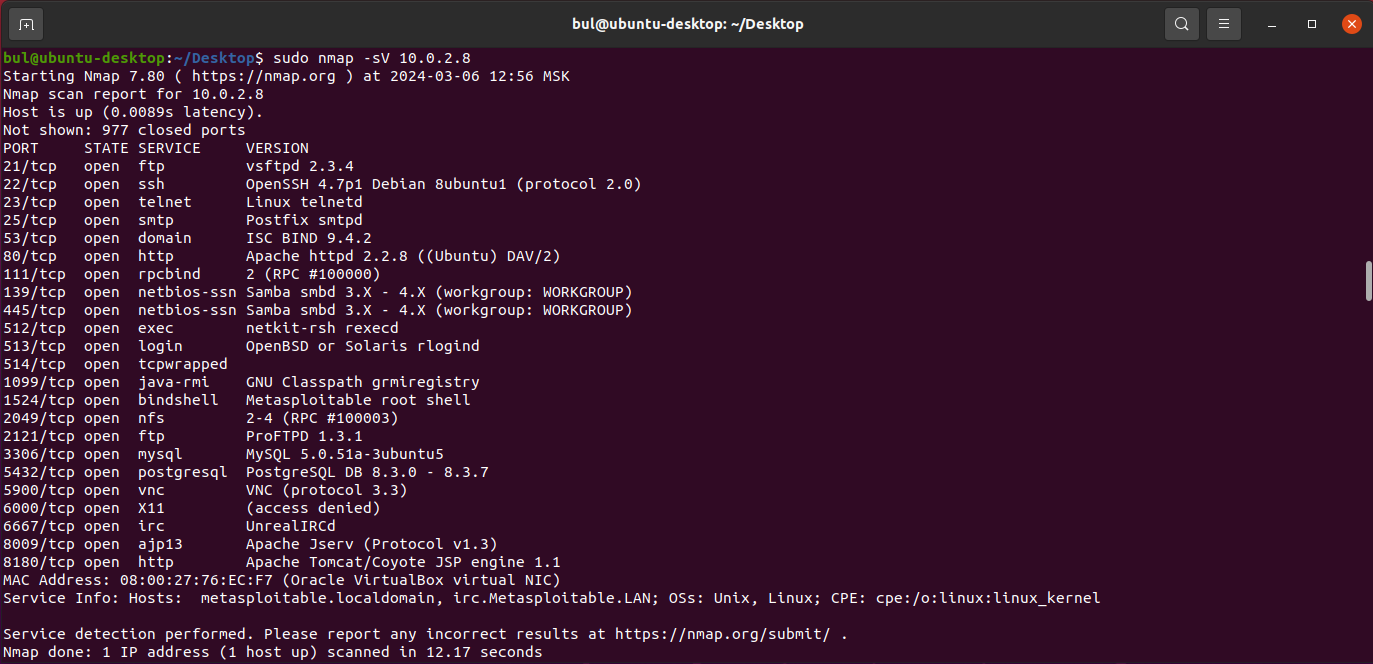 bul@ubuntu-desktop: ~/Desktop
bul@ubuntu-desktop:~/Desktop$ sudo nmap -sV 10.0.2.8
Starting Nmap 7.80 ( https://nmap.org ) at 2024-03-06 12:56 MSK
Nmap scan report for 10.0.2.8
Host is up (0.0089s latency).
Not shown: 977 closed ports
PORT     STATE SERVICE     VERSION
21/tcp   open  ftp         vsftpd 2.3.4
22/tcp   open  ssh         OpenSSH 4.7p1 Debian 8ubuntu1 (protocol 2.0)
23/tcp   open  telnet      Linux telnetd
25/tcp   open  smtp        Postfix smtpd
53/tcp   open  domain      ISC BIND 9.4.2
80/tcp   open  http        Apache httpd 2.2.8 ((Ubuntu) DAV/2)
111/tcp  open  rpcbind     2 (RPC #100000)
139/tcp  open  netbios-ssn Samba smbd 3.X - 4.X (workgroup: WORKGROUP)
445/tcp  open  netbios-ssn Samba smbd 3.X - 4.X (workgroup: WORKGROUP)
512/tcp  open  exec        netkit-rsh rexecd
513/tcp  open  login       OpenBSD or Solaris rlogind
514/tcp  open  tcpwrapped
1099/tcp open  java-rmi    GNU Classpath grmiregistry
1524/tcp open  bindshell   Metasploitable root shell
2049/tcp open  nfs         2-4 (RPC #100003)
2121/tcp open  ftp         ProFTPD 1.3.1
3306/tcp open  mysql       MySQL 5.0.51a-3ubuntu5
5432/tcp open  postgresql  PostgreSQL DB 8.3.0 - 8.3.7
5900/tcp open  vnc         VNC (protocol 3.3)
6000/tcp open  X11         (access denied)
6667/tcp open  irc         UnrealIRCd
8009/tcp open  ajp13       Apache Jserv (Protocol v1.3)
8180/tcp open  http        Apache Tomcat/Coyote JSP engine 1.1
MAC Address: 08:00:27:76:EC:F7 (Oracle VirtualBox virtual NIC)
Service Info: Hosts:  metasploitable.localdomain, irc.Metasploitable.LAN; OSs: Unix, Linux; CPE: cpe:/o:linux:linux_kernel

Service detection performed. Please report any incorrect results at https://nmap.org/submit/ .
Nmap done: 1 IP address (1 host up) scanned in 12.17 seconds